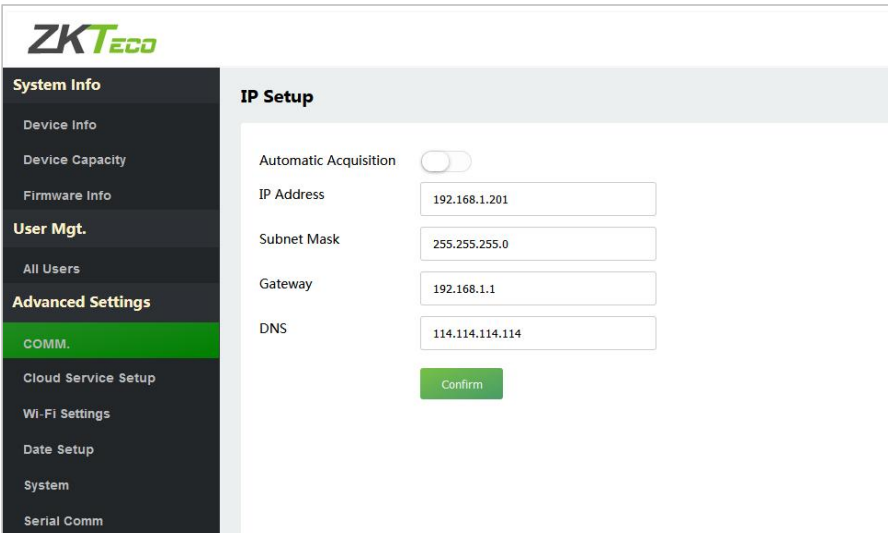 ZKTECO
System Info
Device Info
Device Capacity
Firmware Info
User Mgt.
All Users
Advanced Settings
COMM.
Cloud Service Setup
Wi-Fi Settings
Date Setup
System
Serial Comm
IP Setup
Automatic Acquisition
IP Address 192.168.1.201
Subnet Mask 255.255.255.0
Gateway 192.168.1.1
DNS 114.114.114.114
Confirm